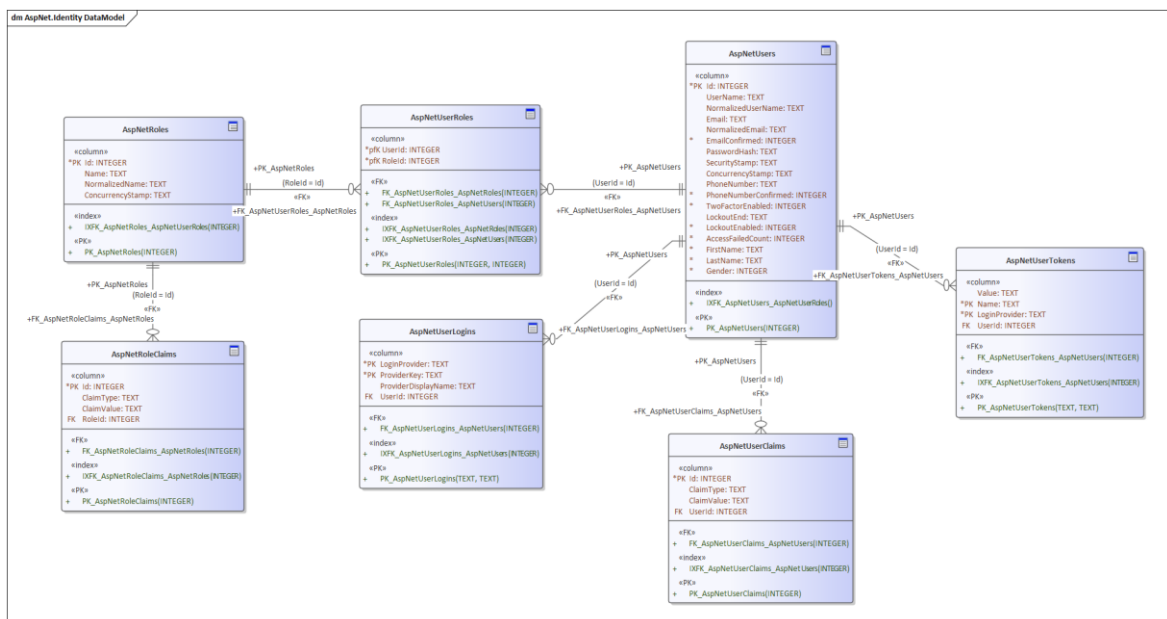 dm AspNet.Identity DataModel
AspNetUsers
«column»
*PK Id: INTEGER
UserName: TEXT
NormalizedUserName: TEXT
Email: TEXT
NormalizedEmail: TEXT
* EmailConfirmed: INTEGER
PasswordHash: TEXT
SecurityStamp: TEXT
ConcurrencyStamp: TEXT
PhoneNumber: TEXT
* PhoneNumberConfirmed: INTEGER
* TwoFactorEnabled: INTEGER
LockoutEnd: TEXT
* LockoutEnabled: INTEGER
* AccessFailedCount: INTEGER
* FirstName: TEXT
* LastName: TEXT
* Gender: INTEGER
«index»
+ IXFK_AspNetUsers_AspNetUserRoles()
«PK»
+ PK_AspNetUsers(INTEGER)
AspNetUserRoles
«column»
*pfK UserId: INTEGER
*pfK RoleId: INTEGER
«FK»
+ FK_AspNetUserRoles_AspNetRoles(INTEGER)
+ FK_AspNetUserRoles_AspNetUsers(INTEGER)
«index»
+ IXFK_AspNetUserRoles_AspNetRoles(INTEGER)
+ IXFK_AspNetUserRoles_AspNetUsers(INTEGER)
«PK»
+ PK_AspNetUserRoles(INTEGER, INTEGER)
AspNetRoles
«column»
*PK Id: INTEGER
Name: TEXT
NormalizedName: TEXT
ConcurrencyStamp: TEXT
«index»
+ IXFK_AspNetRoles_AspNetUserRoles(INTEGER)
«PK»
+ PK_AspNetRoles(INTEGER)
+PK_AspNetRoles
(RoleId = Id)
«FK»
+FK_AspNetUserRoles_AspNetRoles
+PK_AspNetUsers
(UserId = Id)
«FK»
+FK_AspNetUserRoles_AspNetUsers
+PK_AspNetUsers
(UserId = Id)
«FK»
+FK_AspNetUserLogins_AspNetUsers
+PK_AspNetUsers
(UserId = Id)
«FK»
+FK_AspNetUserTokens_AspNetUsers
AspNetUserTokens
«column»
Value: TEXT
*PK Name: TEXT
*PK LoginProvider: TEXT
FK UserId: INTEGER
«FK»
+ FK_AspNetUserTokens_AspNetUsers(INTEGER)
«index»
+ IXFK_AspNetUserTokens_AspNetUsers(INTEGER)
«PK»
+ PK_AspNetUserTokens(TEXT, TEXT)
+PK_AspNetRoles
(RoleId = Id)
«FK»
+FK_AspNetRoleClaims_AspNetRoles
AspNetRoleClaims
«column»
*PK Id: INTEGER
ClaimType: TEXT
ClaimValue: TEXT
FK RoleId: INTEGER
«FK»
+ FK_AspNetRoleClaims_AspNetRoles(INTEGER)
«index»
+ IXFK_AspNetRoleClaims_AspNetRoles(INTEGER)
«PK»
+ PK_AspNetRoleClaims(INTEGER)
AspNetUserLogins
«column»
*PK LoginProvider: TEXT
*PK ProviderKey: TEXT
ProviderDisplayName: TEXT
FK UserId: INTEGER
«FK»
+ FK_AspNetUserLogins_AspNetUsers(INTEGER)
«index»
+ IXFK_AspNetUserLogins_AspNetUsers(INTEGER)
«PK»
+ PK_AspNetUserLogins(TEXT, TEXT)
+PK_AspNetUsers
(UserId = Id)
«FK»
+FK_AspNetUserClaims_AspNetUsers
AspNetUserClaims
«column»
*PK Id: INTEGER
ClaimType: TEXT
ClaimValue: TEXT
FK UserId: INTEGER
«FK»
+ FK_AspNetUserClaims_AspNetUsers(INTEGER)
«index»
+ IXFK_AspNetUserClaims_AspNetUsers(INTEGER)
«PK»
+ PK_AspNetUserClaims(INTEGER)